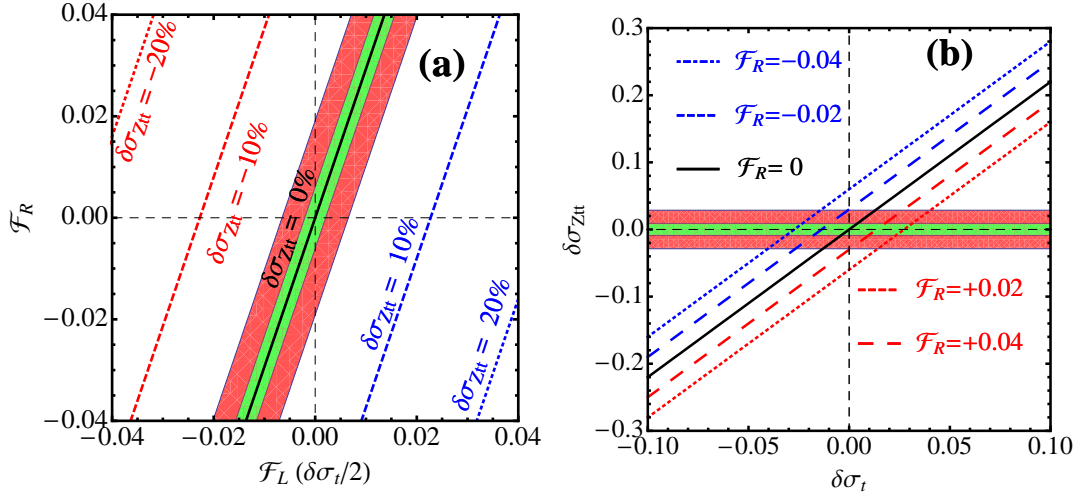 (a)
δσZtt = −20%
δσZtt = −10%
δσZtt = 0%
δσZtt = 10%
δσZtt = 20%
0.04
0.02
0.00
−0.02
−0.04
ℱR
−0.04
−0.02
0.00
0.02
0.04
ℱL (δσt/2)
(b)
ℱR=−0.04
ℱR=−0.02
ℱR= 0
ℱR=+0.02
ℱR=+0.04
0.3
0.2
0.1
0.0
−0.1
−0.2
−0.3
δσZtt
−0.10
−0.05
0.00
0.05
0.10
δσt